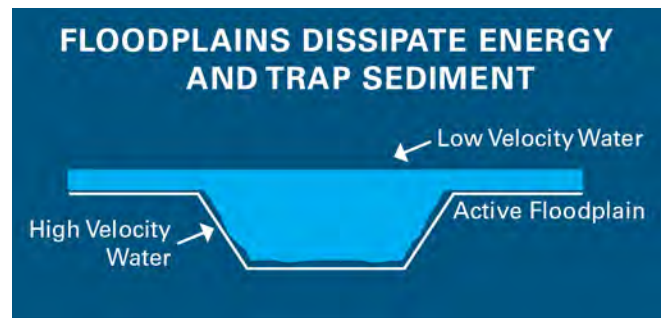 FLOODPLAINS DISSIPATE ENERGY
AND TRAP SEDIMENT
Low Velocity Water
Active Floodplain
High Velocity
Water